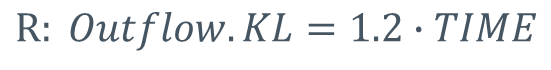 R: Outflow.KL = 1.2 · TIME